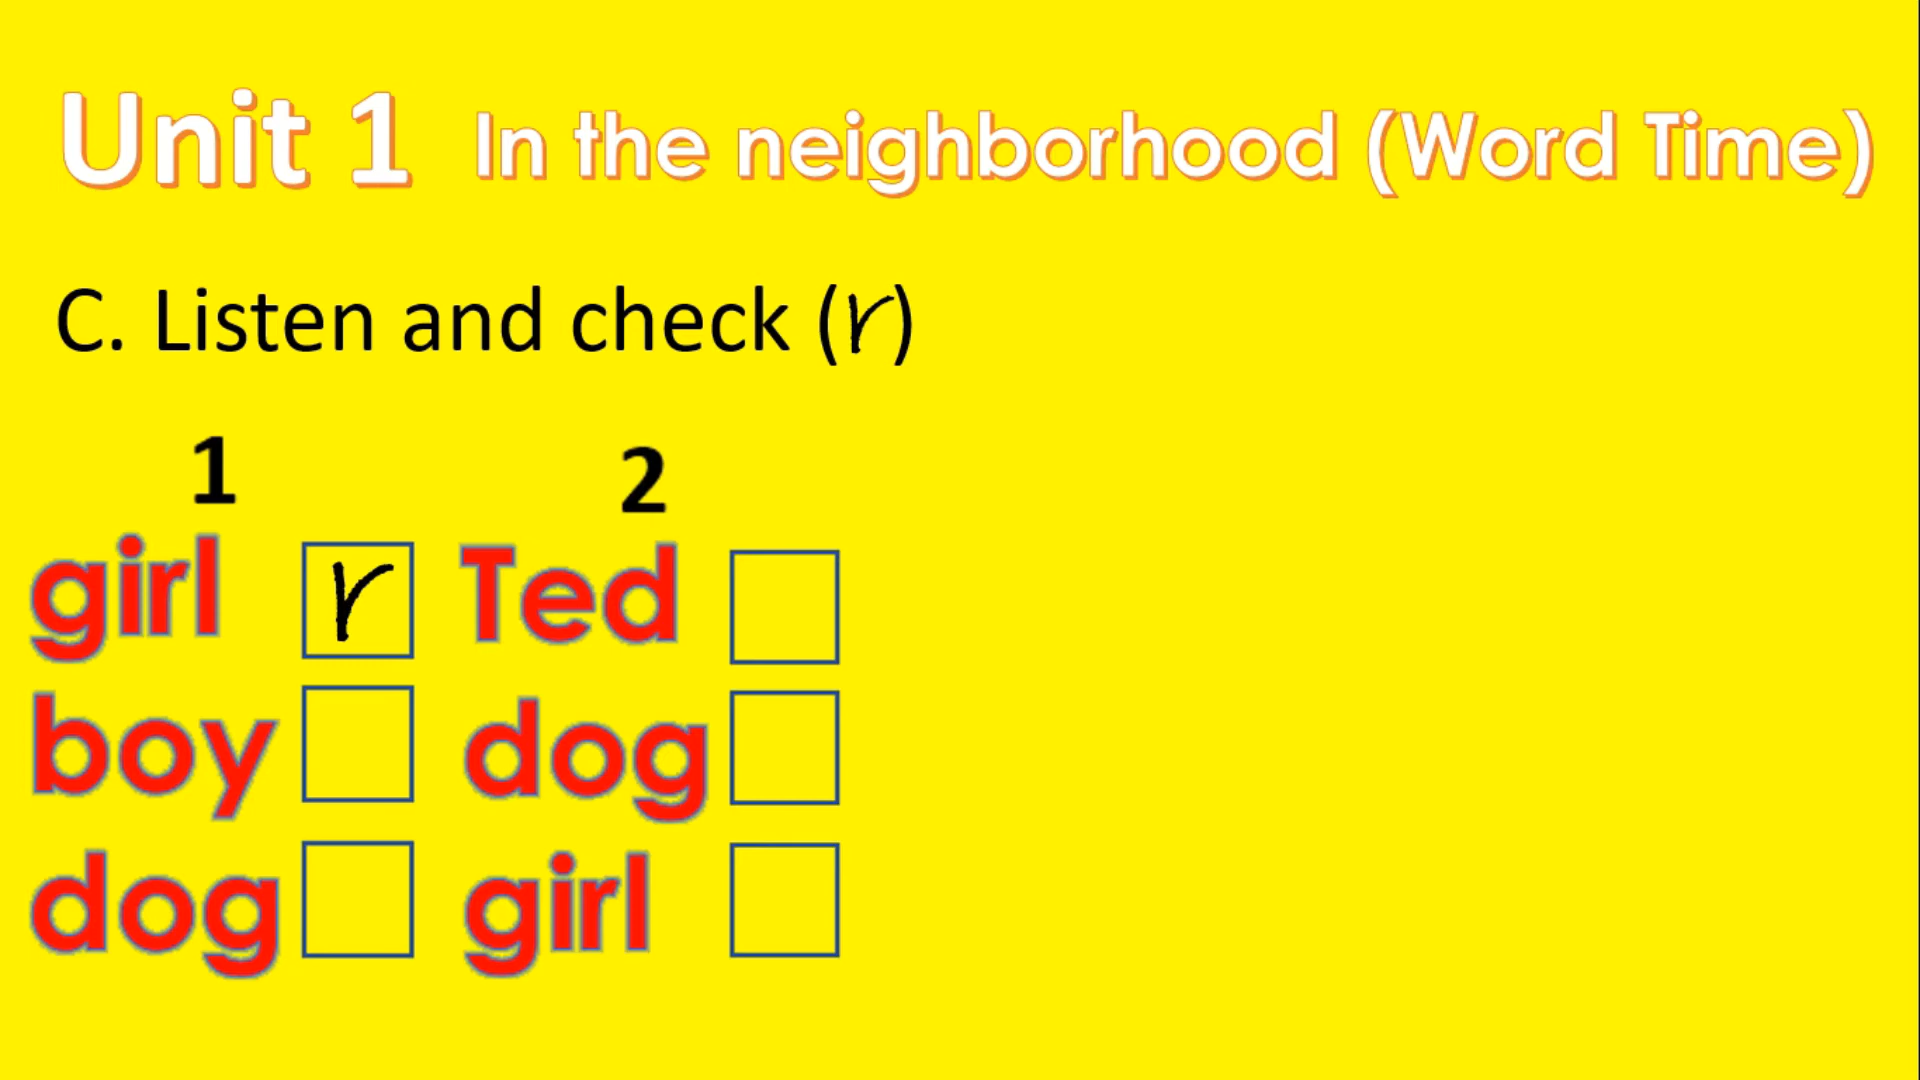 Unit 1 In the neighborhood (Word Time)
C. Listen and check (r)
1 2
girl r Ted
boy dog
dog girl